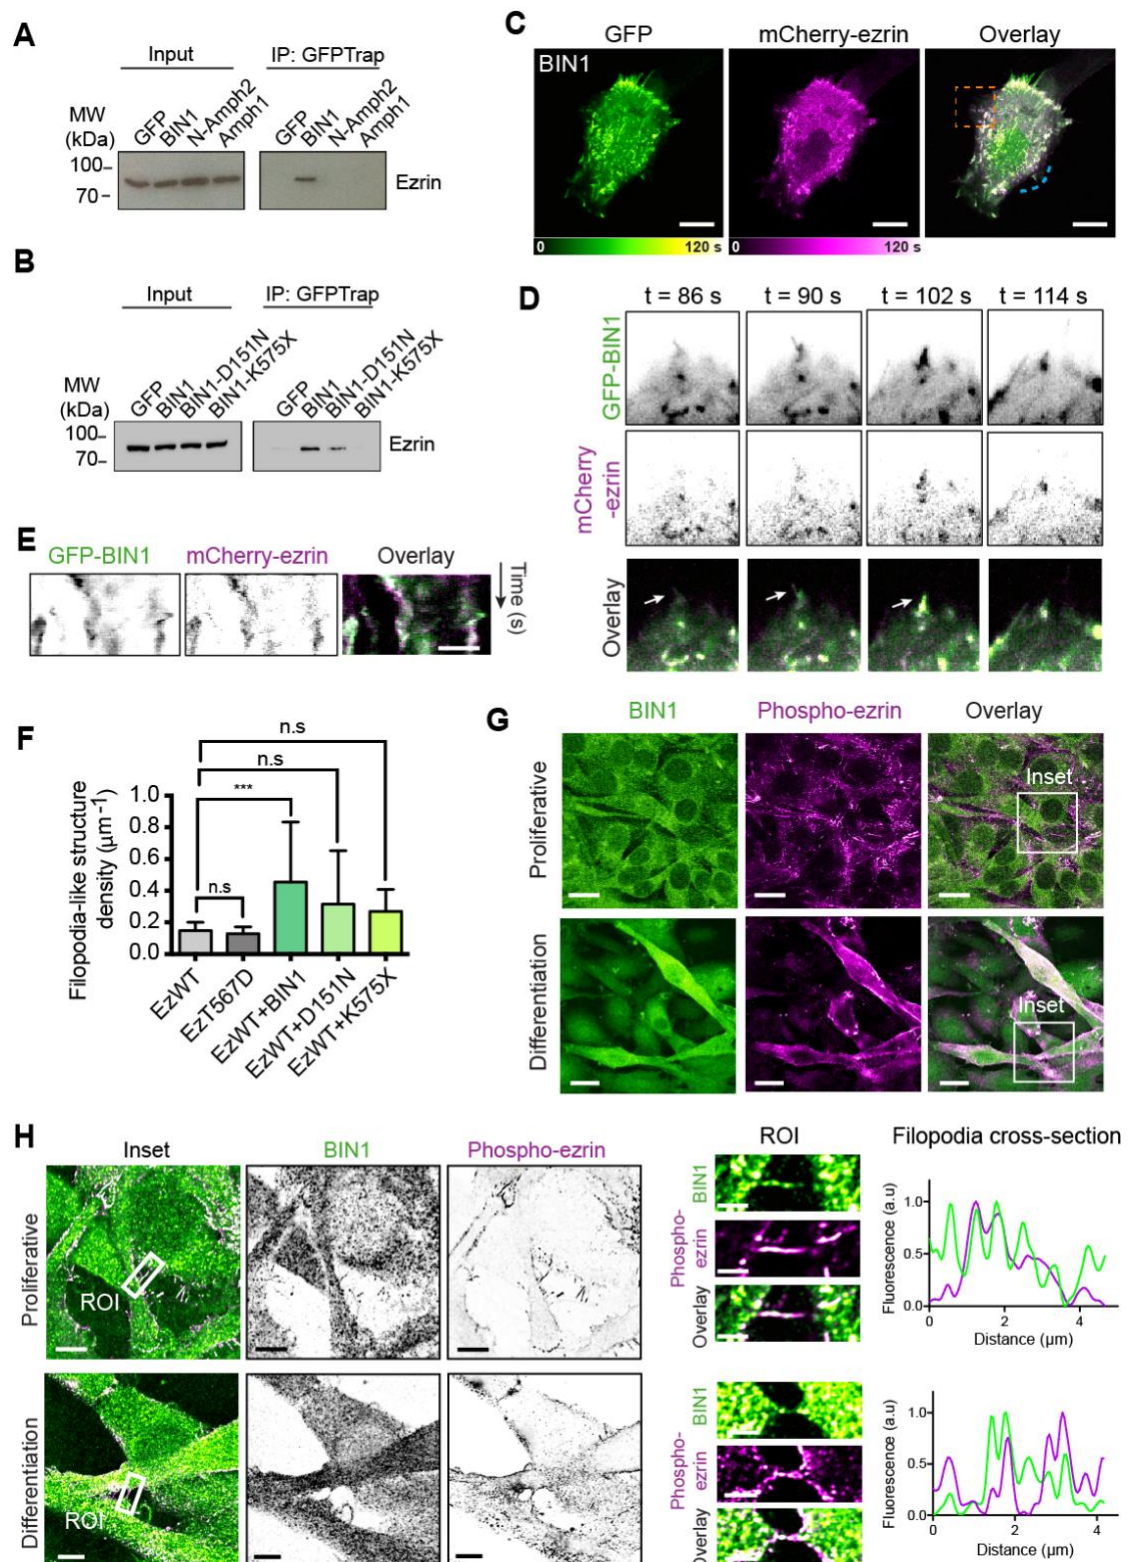 A
Input
IP: GFPTrap
MW
(kDa)
GFP
BIN1
N-Amph2
Amph1
GFP
BIN1
N-Amph2
Amph1
100
70
Ezrin
B
Input
IP: GFPTrap
MW
(kDa)
GFP
BIN1
BIN1-D151N
BIN1-K575X
GFP
BIN1
BIN1-D151N
BIN1-K575X
100
70
Ezrin
C
GFP
mCherry-ezrin
Overlay
BIN1
0
120 s
0
120 s
D
t = 86 s
t = 90 s
t = 102 s
t = 114 s
GFP-BIN1
mCherry
-ezrin
Overlay
E
GFP-BIN1
mCherry-ezrin
Overlay
Time (s)
F
n.s
n.s
***
n.s
Filopodia-like structure
density (µm⁻¹)
1.0
0.8
0.6
0.4
0.2
0.0
EzWT
EzT567D
EzWT+BIN1
EzWT+D151N
EzWT+K575X
G
BIN1
Phospho-ezrin
Overlay
Proliferative
Inset
Differentiation
Inset
H
Inset
BIN1
Phospho-ezrin
ROI
Filopodia cross-section
Proliferative
ROI
BIN1
Phospho-
ezrin
Overlay
Fluorescence (a.u)
1.0
0.5
0.0
0
2
4
Distance (µm)
Differentiation
ROI
BIN1
Phospho-
ezrin
Overlay
Fluorescence (a.u)
1.0
0.5
0.0
0
2
4
Distance (µm)